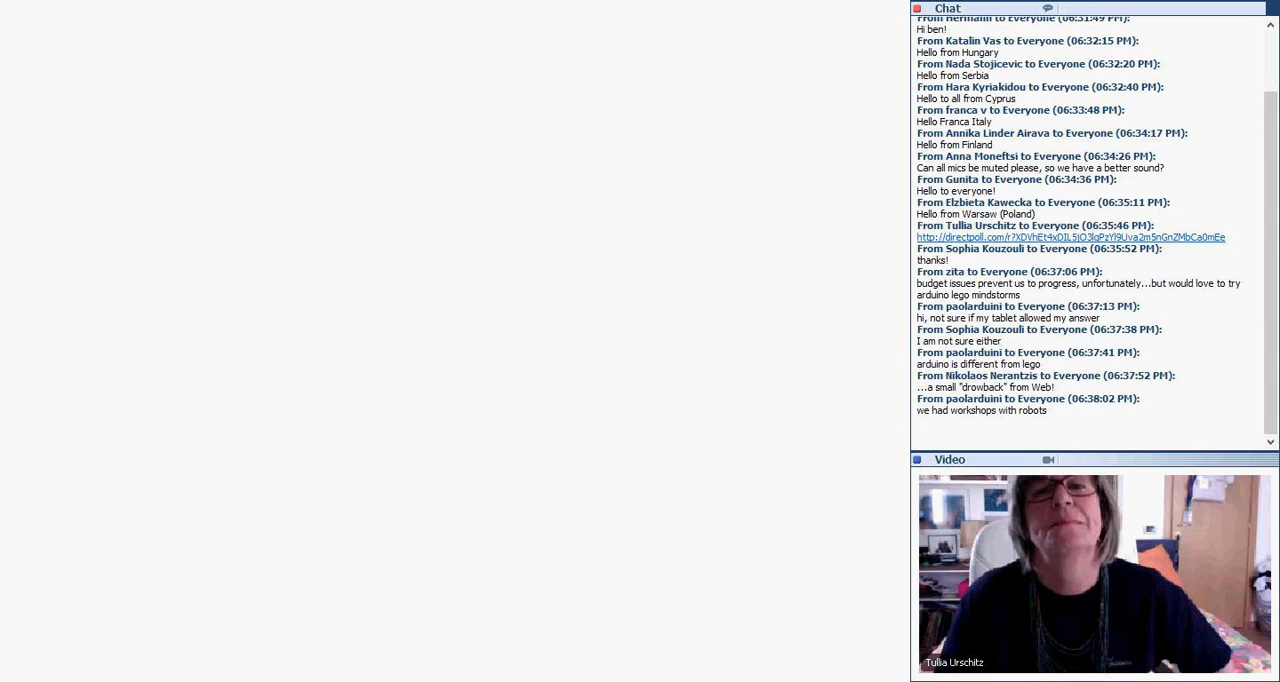 Chat
From Hermann to Everyone (06:31:49 PM):
Hi ben!
From Katalin Vas to Everyone (06:32:15 PM):
Hello from Hungary
From Nada Stojicevic to Everyone (06:32:20 PM):
Hello from Serbia
From Hara Kyriakidou to Everyone (06:32:40 PM):
Hello to all from Cyprus
From franca v to Everyone (06:33:48 PM):
Hello Franca Italy
From Annika Linder Airava to Everyone (06:34:17 PM):
Hello from Finland
From Anna Moneftsi to Everyone (06:34:26 PM):
Can all mics be muted please, so we have a better sound?
From Gunita to Everyone (06:34:36 PM):
Hello to everyone!
From Elzbieta Kawecka to Everyone (06:35:11 PM):
Hello from Warsaw (Poland)
From Tullia Urschitz to Everyone (06:35:46 PM):
http://directpoll.com/r?XDVhEt4xDIL5jO3lqPzYl9Uva2m5nGnZMbCa0mEe
From Sophia Kouzouli to Everyone (06:35:52 PM):
thanks!
From zita to Everyone (06:37:06 PM):
budget issues prevent us to progress, unfortunately...but would love to try
arduino lego mindstorms
From paolarduini to Everyone (06:37:13 PM):
hi, not sure if my tablet allowed my answer
From Sophia Kouzouli to Everyone (06:37:38 PM):
I am not sure either
From paolarduini to Everyone (06:37:41 PM):
arduino is different from lego
From Nikolaos Nerantzis to Everyone (06:37:52 PM):
...a small "drowback" from Web!
From paolarduini to Everyone (06:38:02 PM):
we had workshops with robots
Video
Tullia Urschitz